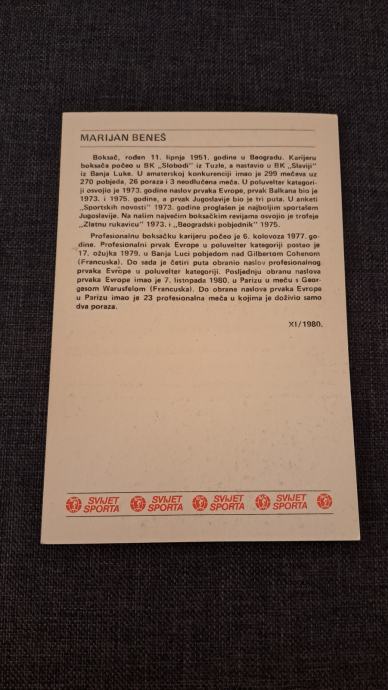 MARIJAN BENEŠ
Boksač, rođen 11. lipnja 1951. godine u Beogradu. Karijeru
boksača počeo u BK „Slobodi” iz Tuzle, a nastavio u BK „Slaviji”
iz Banja Luke. U amaterskoj konkurenciji imao je 299 mečeva uz
270 pobjeda, 26 poraza i 3 neodlučena meča. U poluvelter kategori-
ji osvojio je 1973. godine naslov prvaka Evrope, prvak Balkana bio je
1973. i 1975. godine, a prvak Jugoslavije bio je tri puta. U anketi
„Sportskih novosti” 1973. godine proglašen je najboljim sportašem
Jugoslavije. Na našim najvećim boksačkim revijama osvojio je trofeje
„Zlatnu rukavicu” 1973. i „Beogradski pobjednik” 1975.
Profesionalnu boksačku karijeru počeo je 6. kolovoza 1977. go-
dine. Profesionalni prvak Evrope u poluvelter kategoriji postao je
17. ožujka 1979, u Banja Luci pobjedom nad Gilbertom Cohenom
(Francuska). Do sada je četiri puta obranio naslov profesionalnog
prvaka Evrope u poluvelter kategoriji. Posljednju obranu naslova
prvaka Evrope imao je 7. listopada 1980, u Parizu u meču s Geor-
gesom Warusfelom (Francuska). Do obrane naslova prvaka Evrope
u Parizu imao je 23 profesionalna meča u kojima je doživio samo
dva poraza.
XI/1980.
SVIJET SPORTA SVIJET SPORTA SVIJET SPORTA SVIJET SPORTA